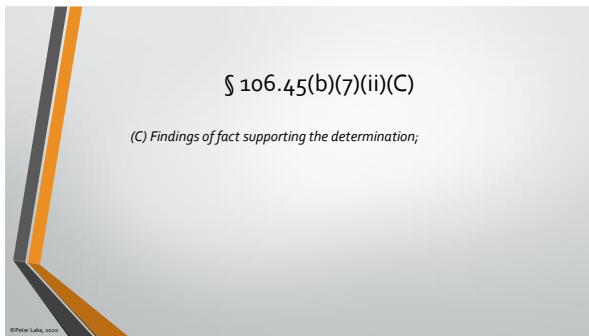 § 106.45(b)(7)(ii)(C)
(C) Findings of fact supporting the determination;
©Peter Lake, 2020